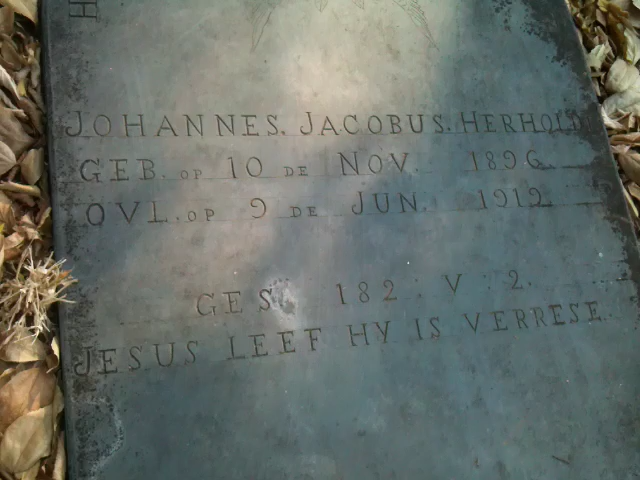 H
JOHANNES. JACOBUS. HERHOLDT
GEB. OP 10 DE NOV. 1896.
OVL. OP 9 DE JUN. 1912.
GES. 182 : V : 2.
JESUS LEEF HY IS VERRESE.